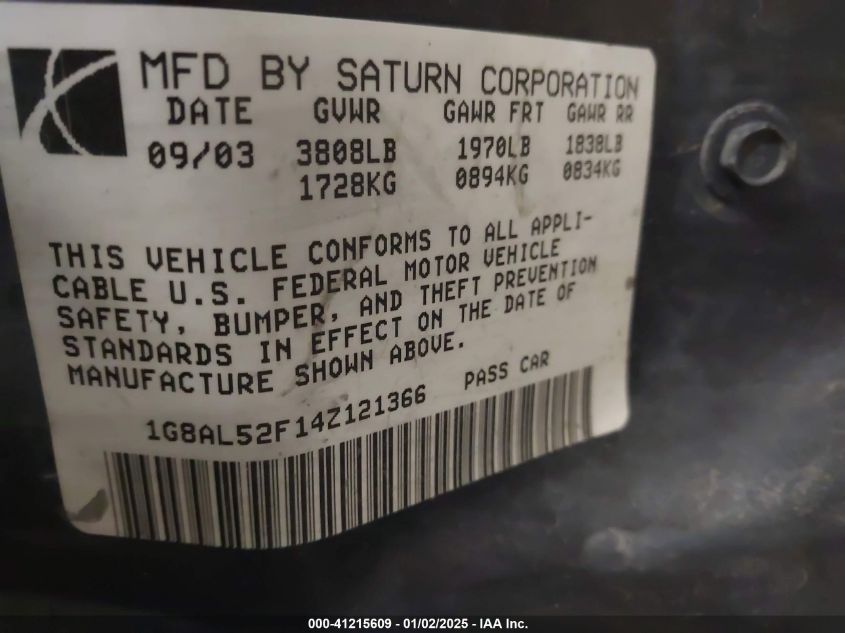 MFD BY SATURN CORPORATION
DATE GVWR GAWR FRT GAWR RR
09/03 3808LB 1970LB 1838LB
1728KG 0894KG 0834KG
THIS VEHICLE CONFORMS TO ALL APPLI-
CABLE U.S. FEDERAL MOTOR VEHICLE
SAFETY, BUMPER, AND THEFT PREVENTION
STANDARDS IN EFFECT ON THE DATE OF
MANUFACTURE SHOWN ABOVE.
1G8AL52F14Z121366 PASS CAR
000-41215609 - 01/02/2025 - IAA Inc.